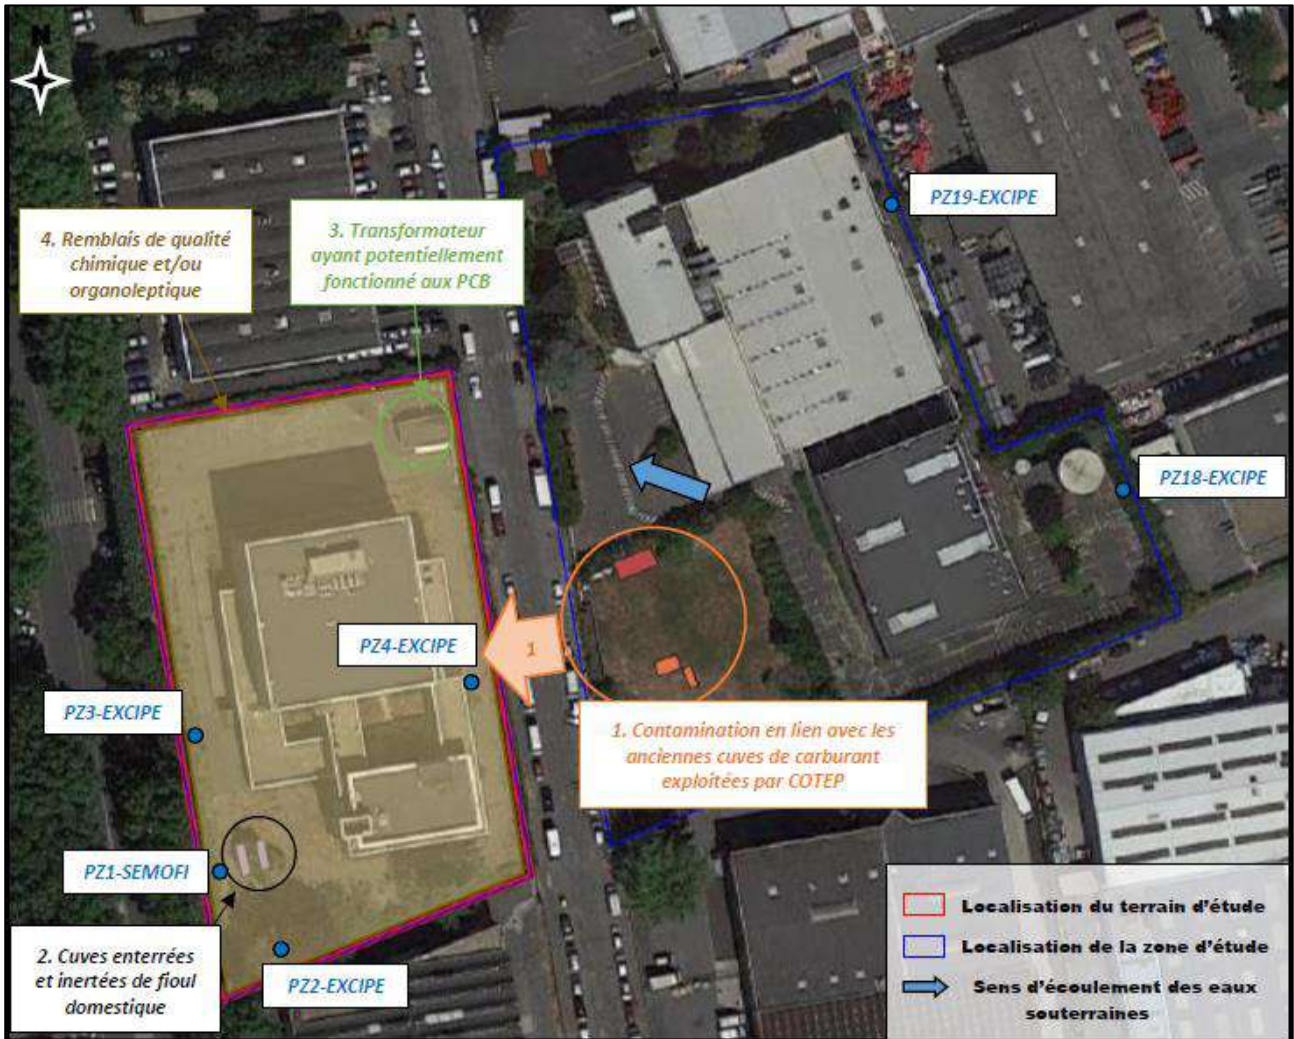 N
PZ19-EXCIPE
4. Remblais de qualité
chimique et/ou
organoleptique
3. Transformateur
ayant potentiellement
fonctionné aux PCB
PZ18-EXCIPE
PZ4-EXCIPE
1
PZ3-EXCIPE
1. Contamination en lien avec les
anciennes cuves de carburant
exploitées par COTEP
PZ1-SEMOFI
2. Cuves enterrées
et inertées de fioul
domestique
PZ2-EXCIPE
Localisation du terrain d'étude
Localisation de la zone d'étude
Sens d'écoulement des eaux
souterraines